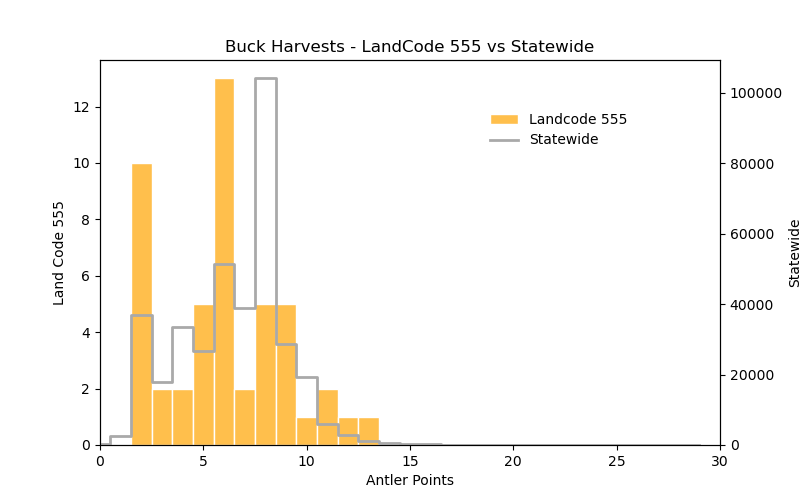 Buck Harvests - LandCode 555 vs Statewide
Landcode 555
Statewide
Land Code 555
12
10
8
6
4
2
0
100000
80000
60000
40000
20000
0
Statewide
0 5 10 15 20 25 30
Antler Points